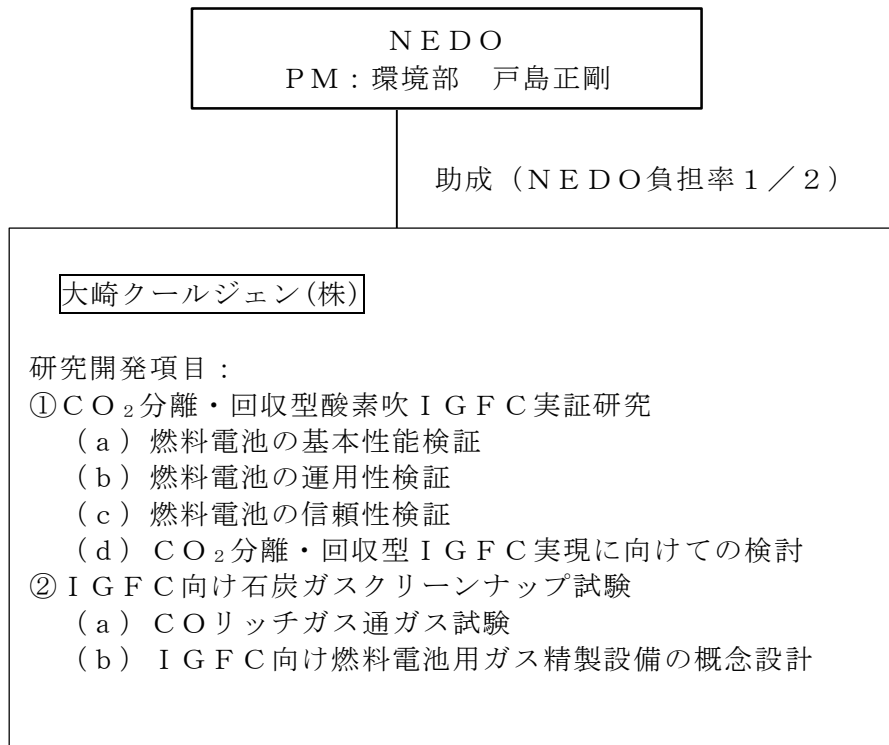 ＮＥＤＯ
ＰＭ：環境部　戸島正剛
助成（ＮＥＤＯ負担率１／２）
大崎クールジェン(株)
研究開発項目：
①ＣＯ₂分離・回収型酸素吹ＩＧＦＣ実証研究
（ａ）燃料電池の基本性能検証
（ｂ）燃料電池の運用性検証
（ｃ）燃料電池の信頼性検証
（ｄ）ＣＯ₂分離・回収型ＩＧＦＣ実現に向けての検討
②ＩＧＦＣ向け石炭ガスクリーンナップ試験
（ａ）ＣＯリッチガス通ガス試験
（ｂ）ＩＧＦＣ向け燃料電池用ガス精製設備の概念設計